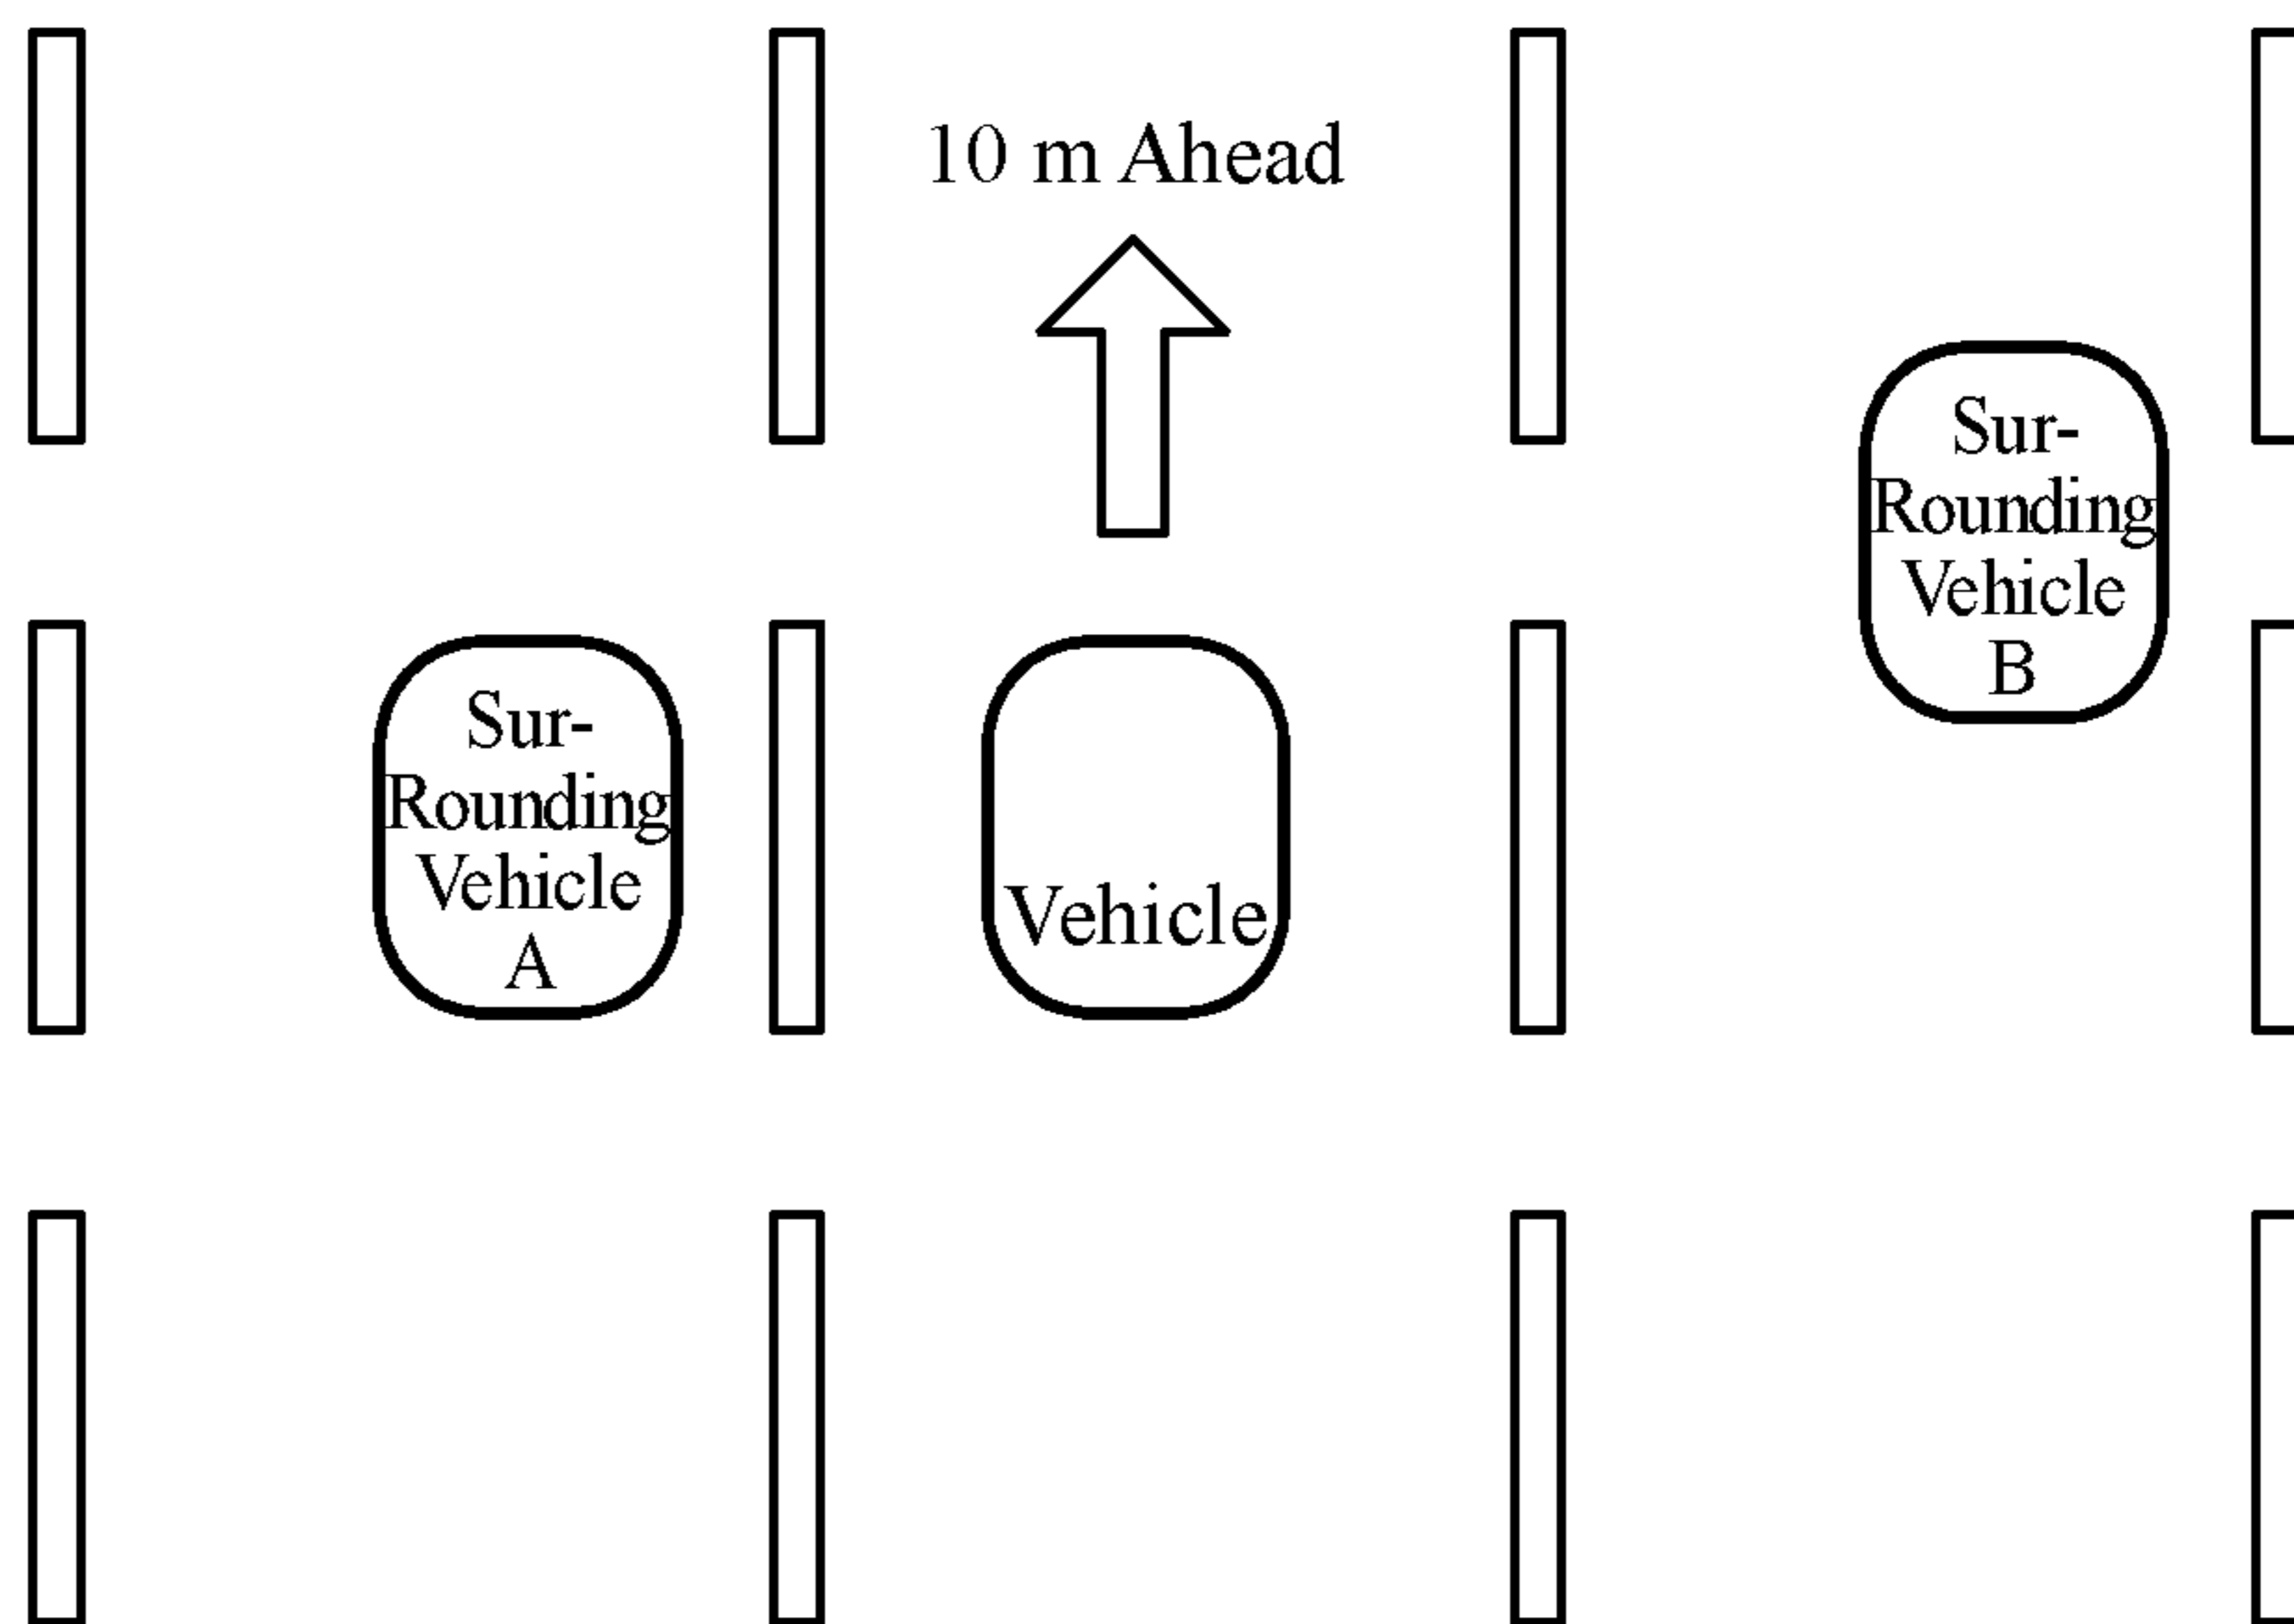 10 m Ahead
Sur-
Rounding
Vehicle
B
Sur-
Rounding
Vehicle
A
Vehicle